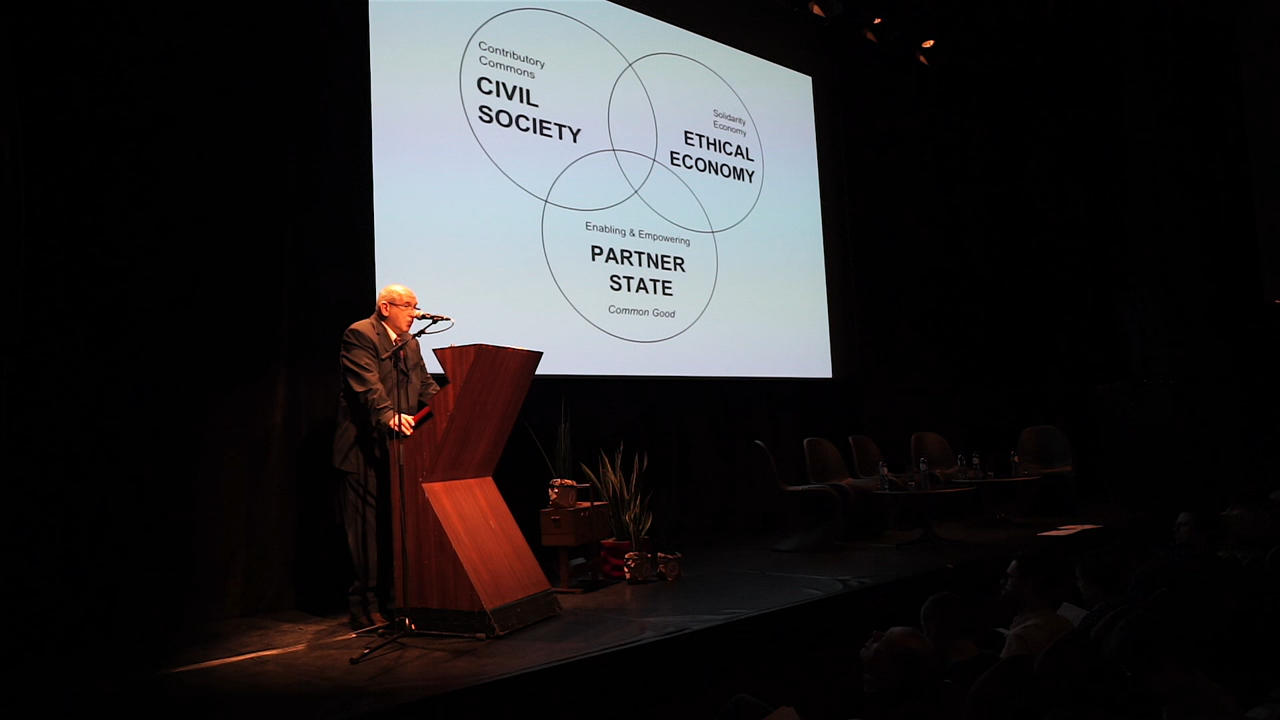 Contributory
Commons
CIVIL
SOCIETY
Solidarity
Economy
ETHICAL
ECONOMY
Enabling & Empowering
PARTNER
STATE
Common Good